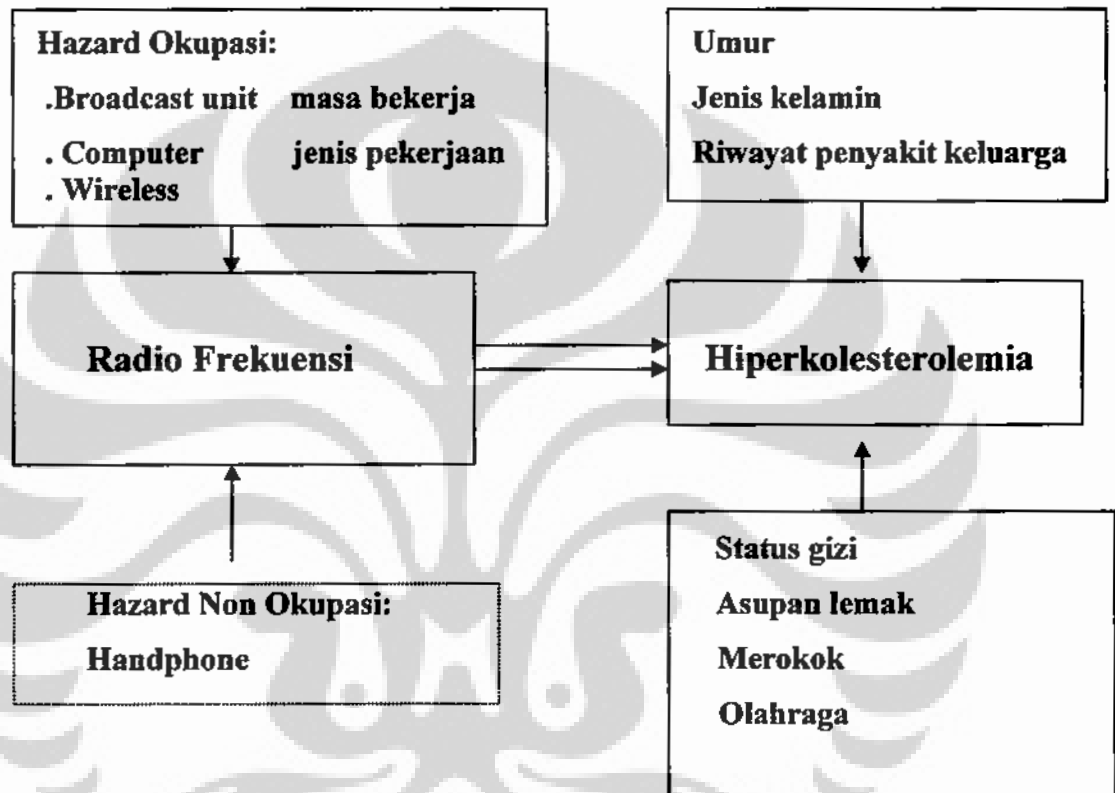 Hazard Okupasi:
.Broadcast unit masa bekerja
. Computer jenis pekerjaan
. Wireless
Umur
Jenis kelamin
Riwayat penyakit keluarga
Radio Frekuensi
Hiperkolesterolemia
Hazard Non Okupasi:
Handphone
Status gizi
Asupan lemak
Merokok
Olahraga